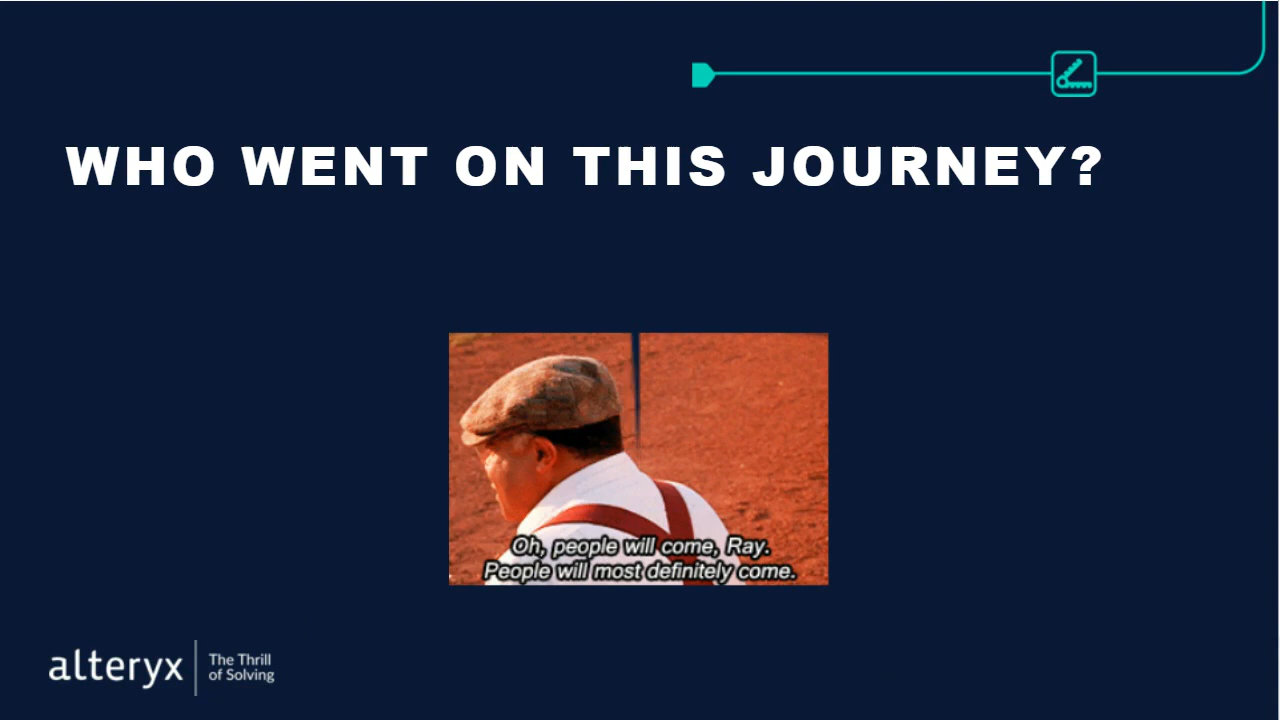 WHO WENT ON THIS JOURNEY?
Oh, people will come, Ray.
People will most definitely come.
alteryx
The Thrill
of Solving